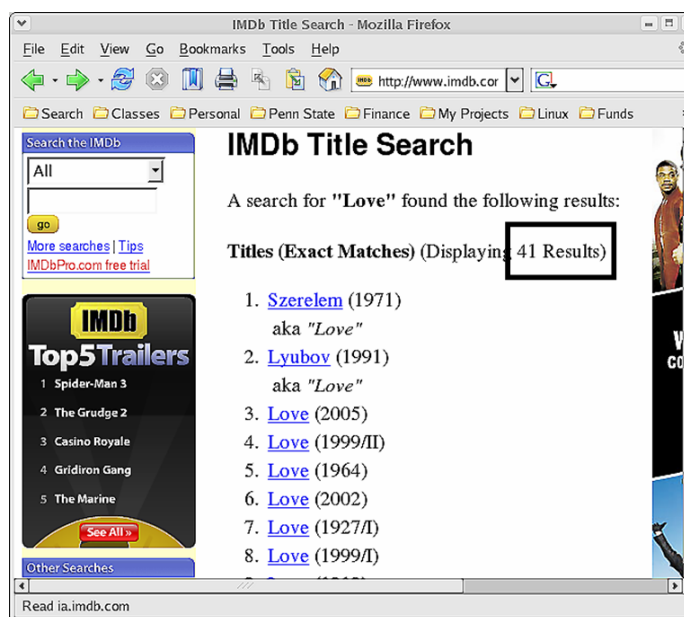 IMDb Title Search - Mozilla Firefox
File Edit View Go Bookmarks Tools Help
http://www.imdb.cor
G
Search Classes Personal Penn State Finance My Projects Linux Funds
Search the IMDb
All
go
More searches | Tips
IMDbPro.com free trial
IMDb
Top5Trailers
1 Spider-Man 3
2 The Grudge 2
3 Casino Royale
4 Gridiron Gang
5 The Marine
See All »
Other Searches
IMDb Title Search
A search for "Love" found the following results:
Titles (Exact Matches) (Displaying 41 Results)
1. Szerelem (1971)
aka "Love"
2. Lyubov (1991)
aka "Love"
3. Love (2005)
4. Love (1999/II)
5. Love (1964)
6. Love (2002)
7. Love (1927/I)
8. Love (1999/I)
Read ia.imdb.com